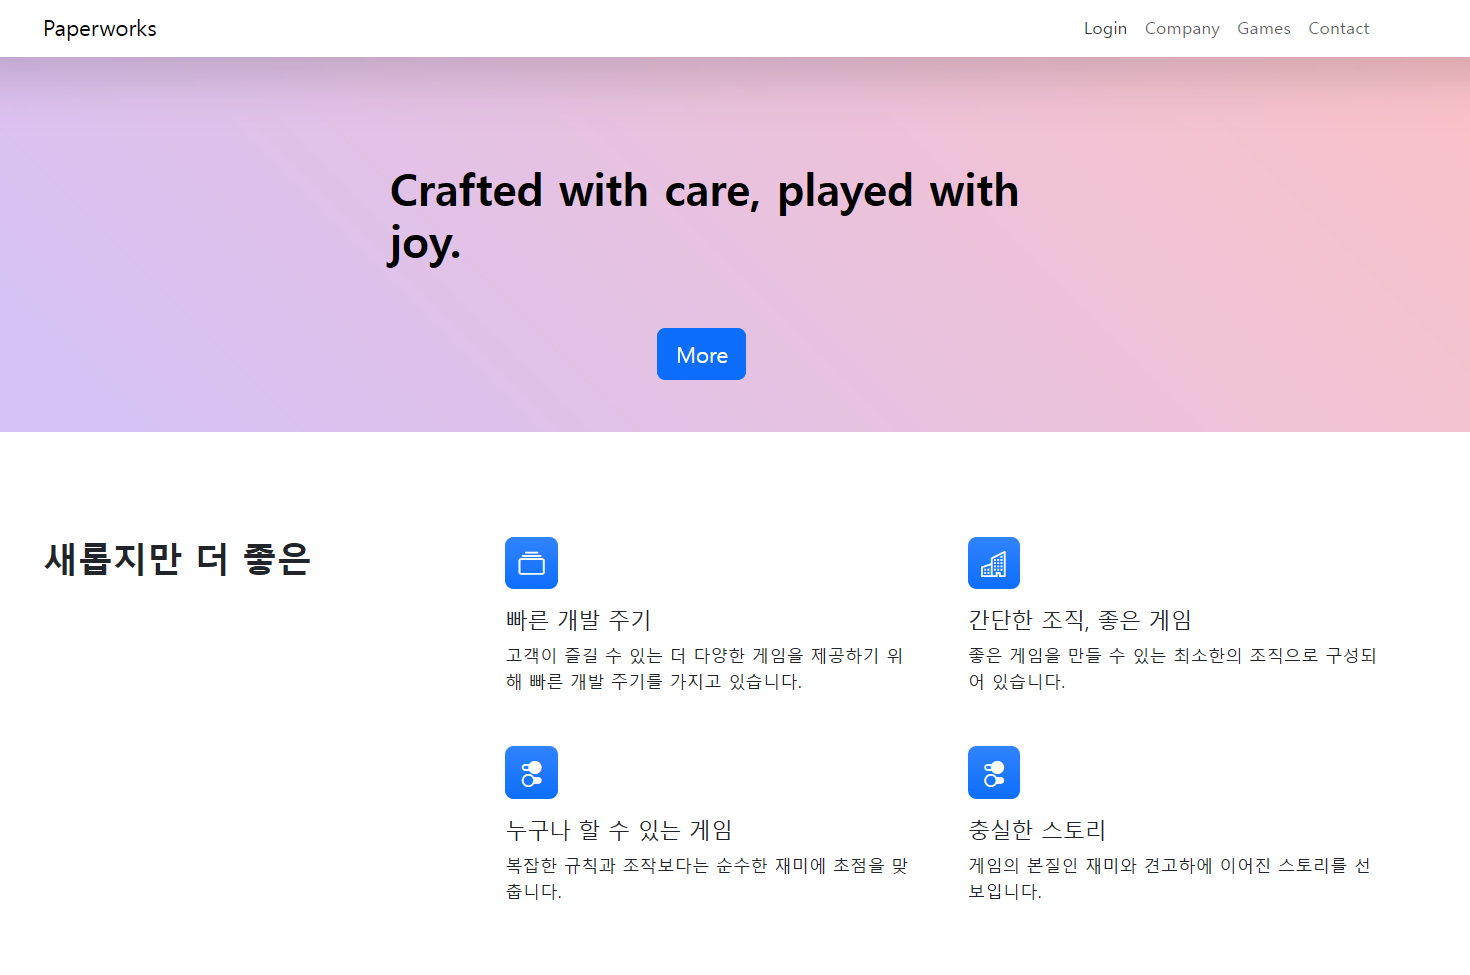 Paperworks
Login Company Games Contact
Crafted with care, played with
joy.
More
새롭지만 더 좋은
빠른 개발 주기
고객이 즐길 수 있는 더 다양한 게임을 제공하기 위
해 빠른 개발 주기를 가지고 있습니다.
간단한 조직, 좋은 게임
좋은 게임을 만들 수 있는 최소한의 조직으로 구성되
어 있습니다.
누구나 할 수 있는 게임
복잡한 규칙과 조작보다는 순수한 재미에 초점을 맞
춥니다.
충실한 스토리
게임의 본질인 재미와 견고하에 이어진 스토리를 선
보입니다.